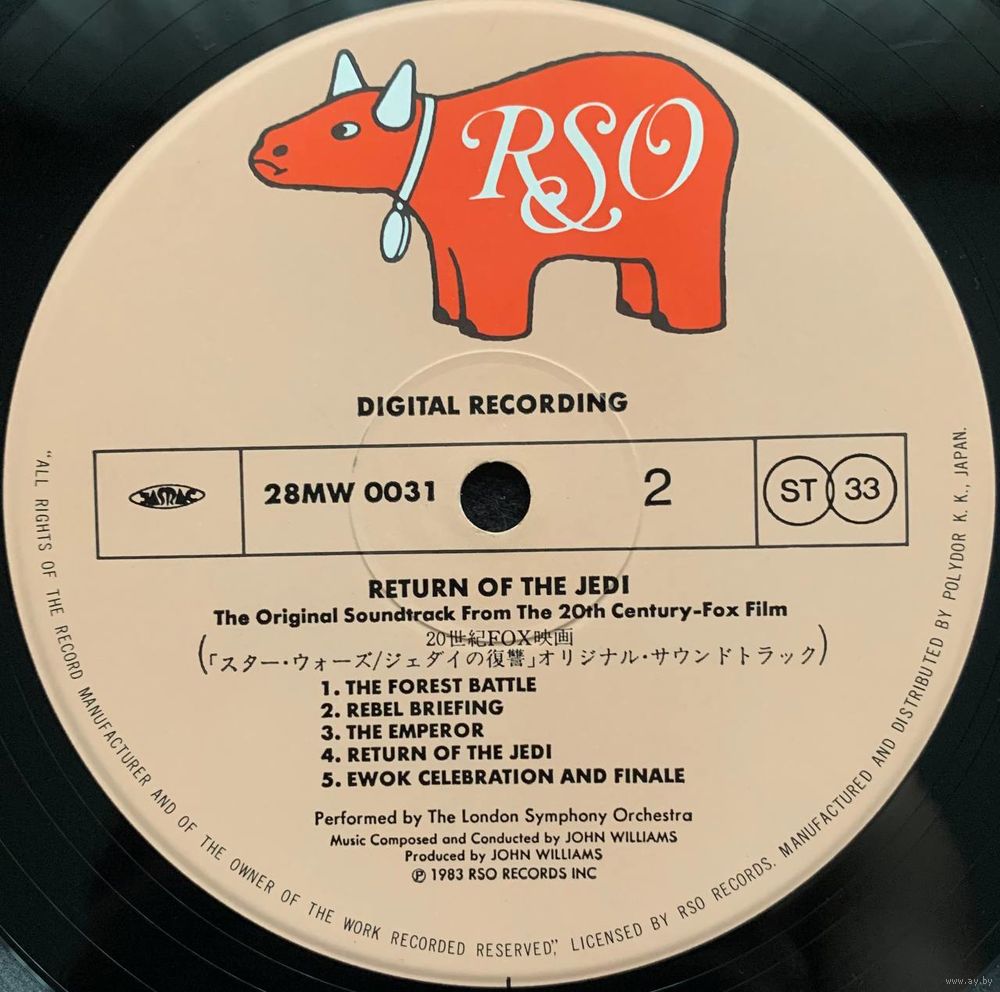 RSO
DIGITAL RECORDING
JASRAC
28MW 0031
2
ST 33
RETURN OF THE JEDI
The Original Soundtrack From The 20th Century-Fox Film
20世紀FOX映画
(「スター・ウォーズ/ジェダイの復讐」オリジナル・サウンドトラック)
1. THE FOREST BATTLE
2. REBEL BRIEFING
3. THE EMPEROR
4. RETURN OF THE JEDI
5. EWOK CELEBRATION AND FINALE
Performed by The London Symphony Orchestra
Music Composed and Conducted by JOHN WILLIAMS
Produced by JOHN WILLIAMS
℗ 1983 RSO RECORDS INC
"ALL RIGHTS OF THE RECORD MANUFACTURER AND OF THE OWNER OF THE WORK RECORDED RESERVED," LICENSED BY RSO RECORDS. MANUFACTURED AND DISTRIBUTED BY POLYDOR K. K., JAPAN.
www.ay.by